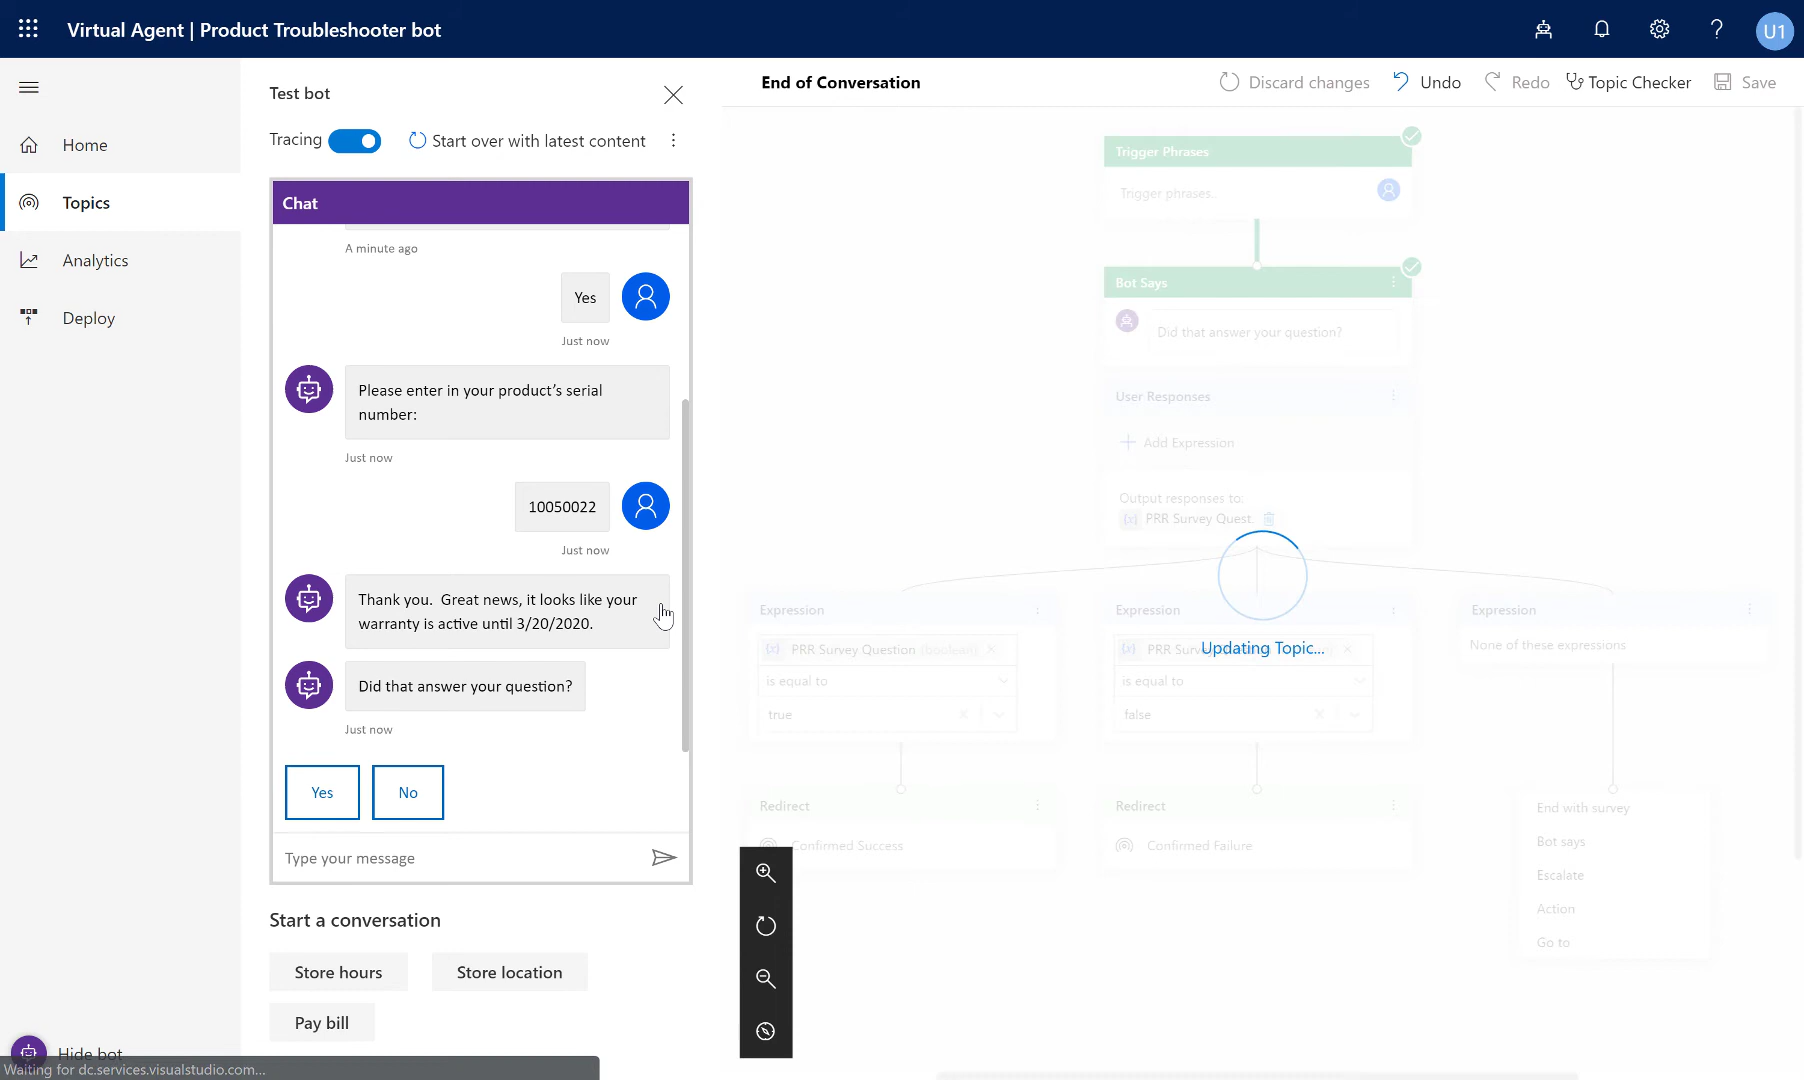 Virtual Agent | Product Troubleshooter bot
U1
Home
Topics
Analytics
Deploy
Hide bot
Waiting for dc.services.visualstudio.com...
Test bot
Tracing
Start over with latest content
Chat
A minute ago
Yes
Just now
Please enter in your product’s serial
number:
Just now
10050022
Just now
Thank you.  Great news, it looks like your
warranty is active until 3/20/2020.
Did that answer your question?
Just now
Yes
No
Type your message
Start a conversation
Store hours
Store location
Pay bill
End of Conversation
Discard changes
Undo
Redo
Topic Checker
Save
Trigger Phrases
Trigger phrases.
Bot Says
Did that answer your question?
User Responses
Add Expression
Output responses to:
{x} PRR Survey Quest.
Updating Topic...
Expression
{x} PRR Survey Question (boolean)
is equal to
true
Redirect
Confirmed Success
Expression
{x} PRR Surve
is equal to
false
Redirect
Confirmed Failure
Expression
None of these expressions
End with survey
Bot says
Escalate
Action
Go to